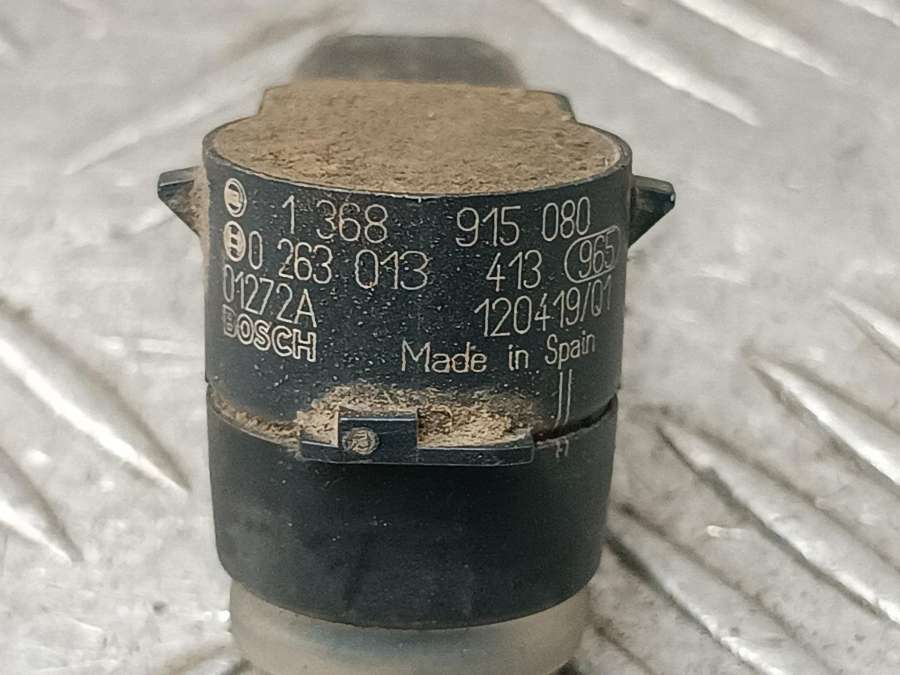 1 368 915 080
0 263 013 413 965
01272A 120419/01
BOSCH Made in Spain